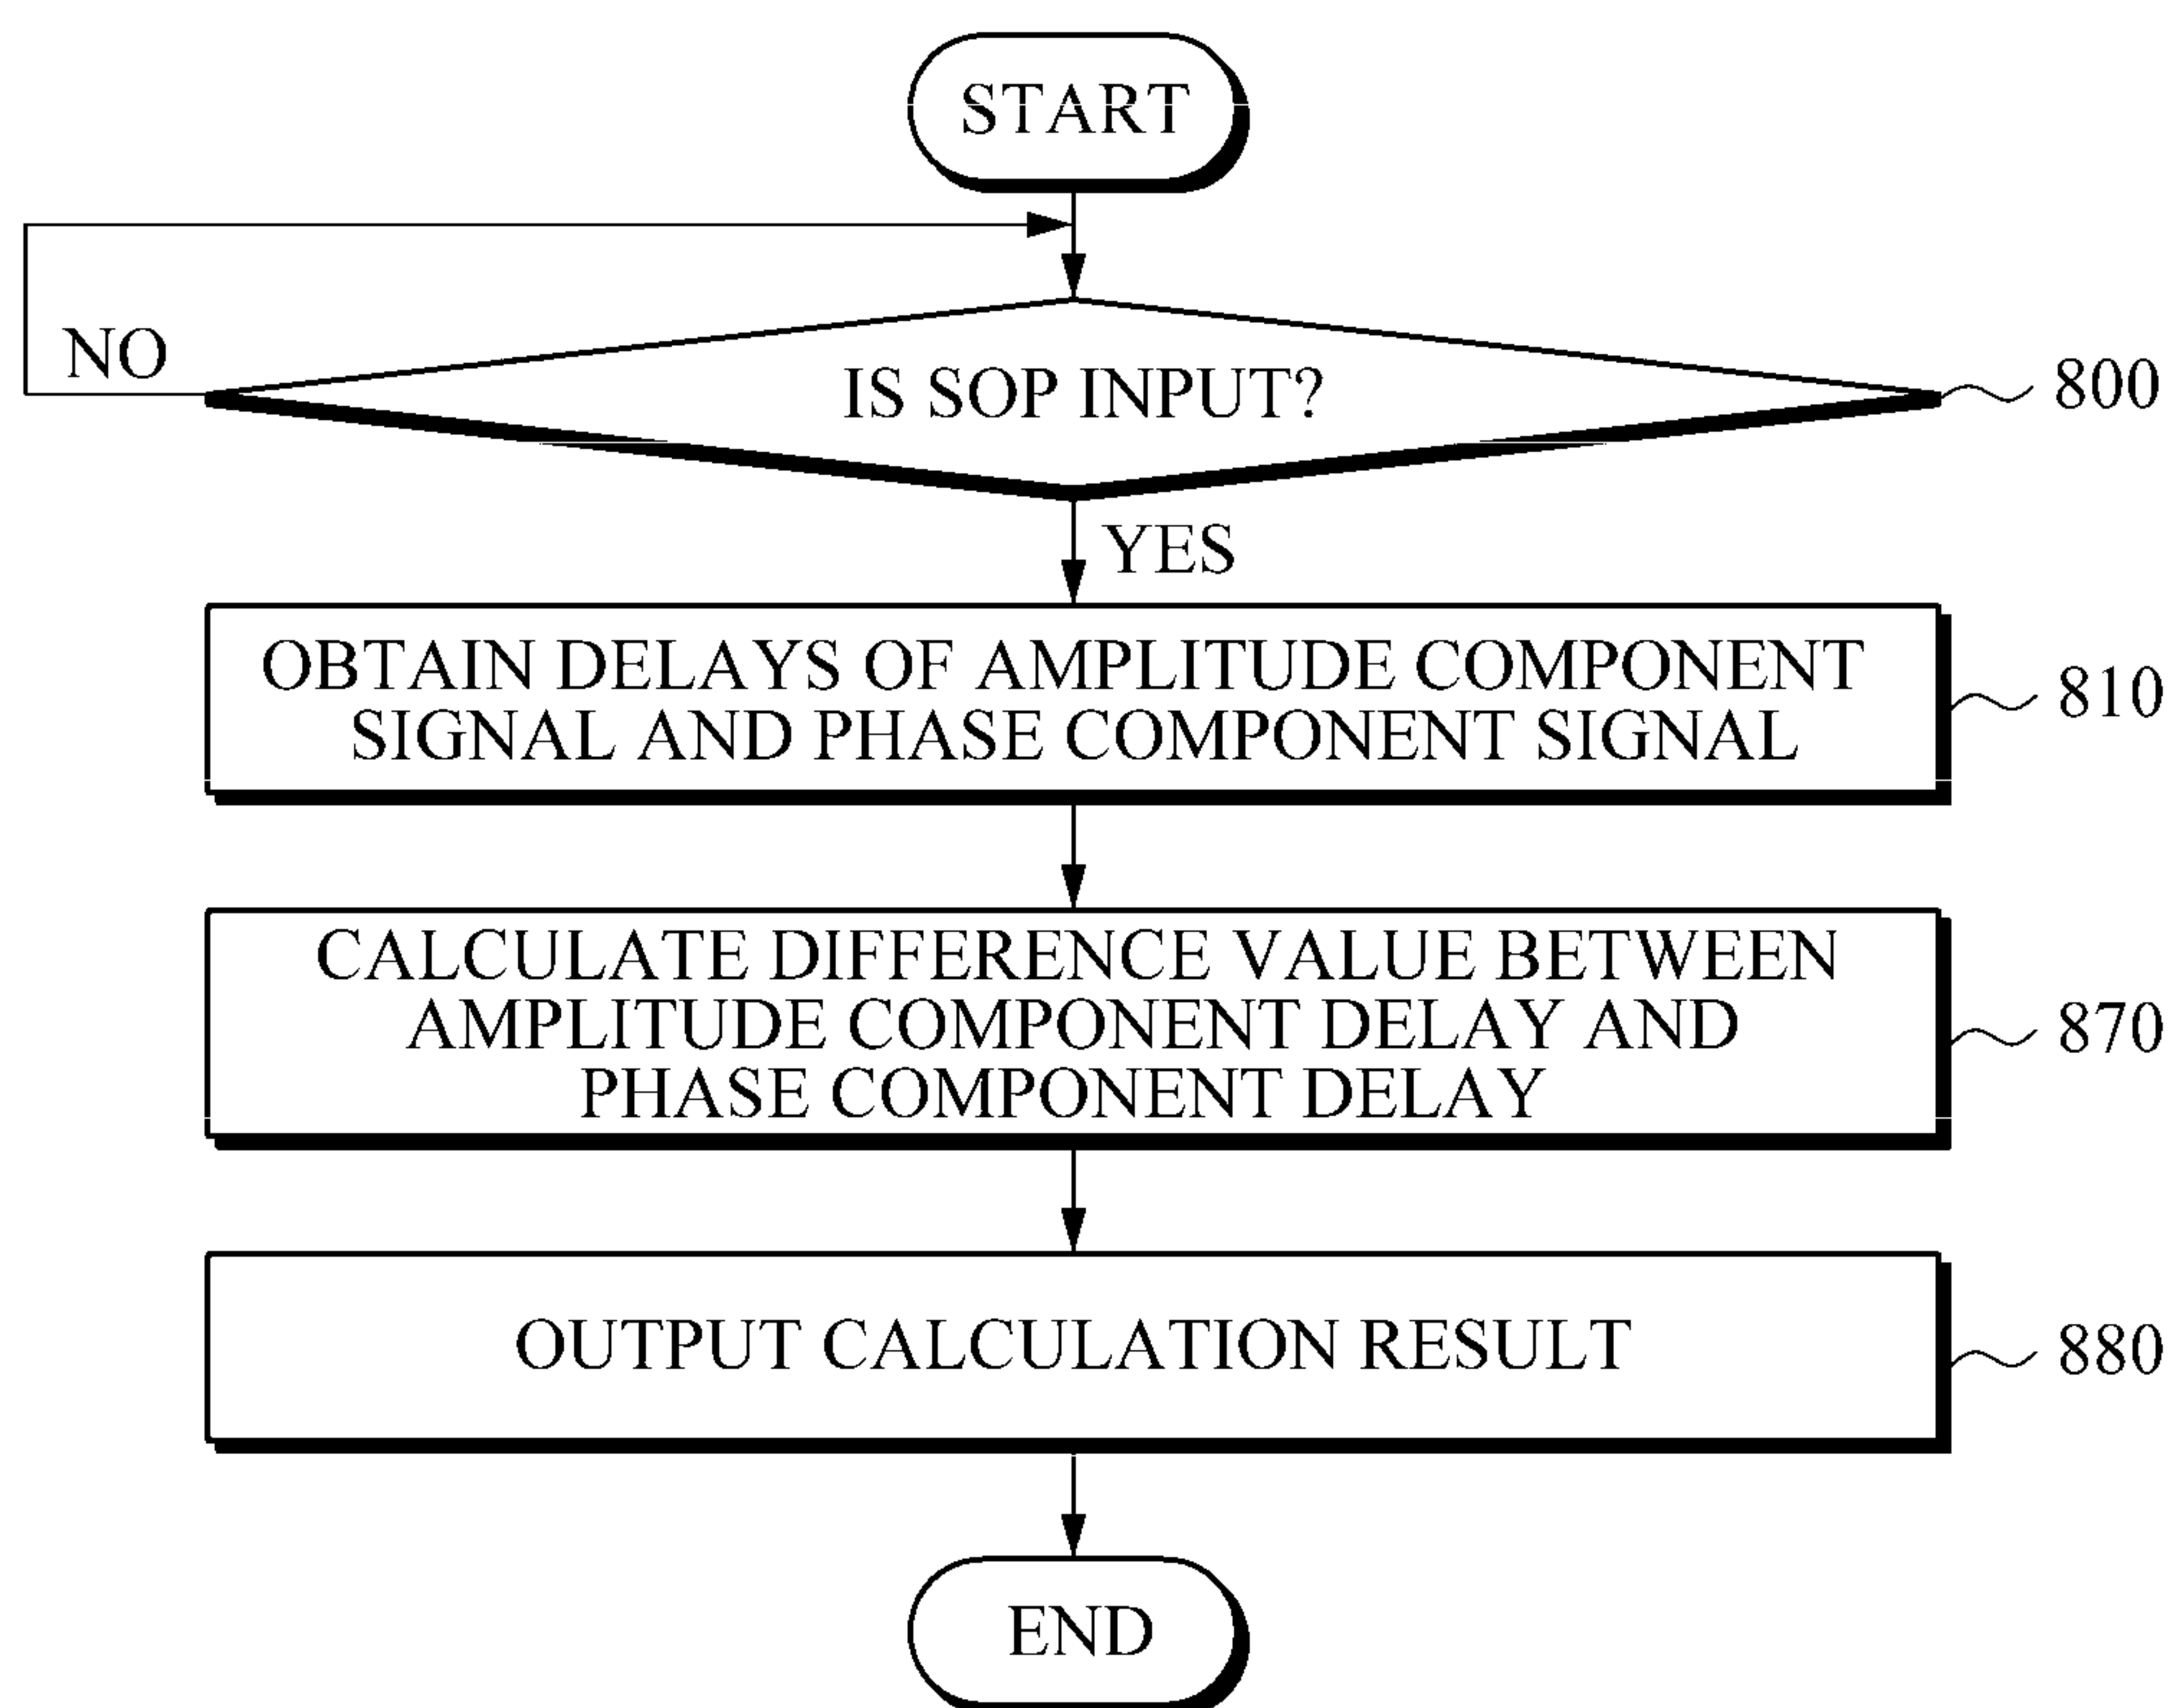 START
NO
IS SOP INPUT?
800
YES
OBTAIN DELAYS OF AMPLITUDE COMPONENT
SIGNAL AND PHASE COMPONENT SIGNAL
810
CALCULATE DIFFERENCE VALUE BETWEEN
AMPLITUDE COMPONENT DELAY AND
PHASE COMPONENT DELAY
870
OUTPUT CALCULATION RESULT
880
END